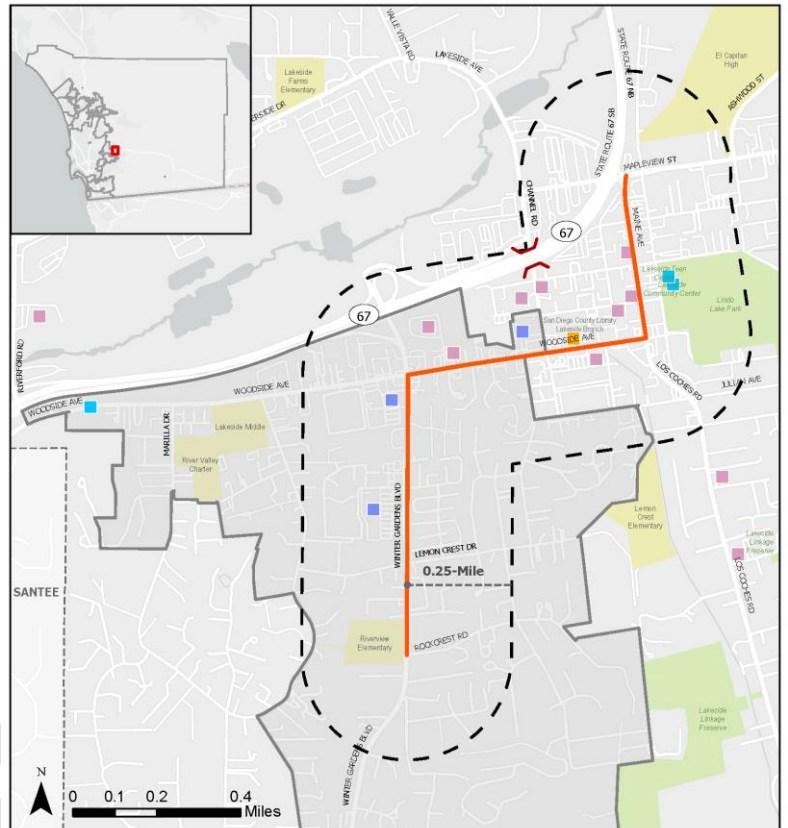 VALLE VISTA RD
LAKESIDE AVE
Lakeside
Farms
Elementary
ERSIDE DR
STATE ROUTE 67 NB
STATE ROUTE 67 SB
El Capitan
High
ASHWOOD ST
MAPLEVIEW ST
CHANNEL RD
67
MAINE AVE
Lakeside Teen
Community Center
Lindo
Lake Park
67
San Diego County Library
Lakeside Branch
WOODSIDE AVE
RIVERFORD RD
WOODSIDE AVE
WOODSIDE AVE
LOS COCHES RD
JULIAN AVE
MARILLA DR
Lakeside Middle
River Valley
Charter
WINTER GARDENS BLVD
Lemon
Crest
Elementary
LEMON CREST DR
0.25-Mile
Lakeside
Linkage
Preserve
LOS COCHES RD
SANTEE
Riverview
Elementary
ROCKCREST RD
Lakeside
Linkage
Preserve
WINTER GARDENS BLVD
N
0 0.1 0.2 0.4
Miles